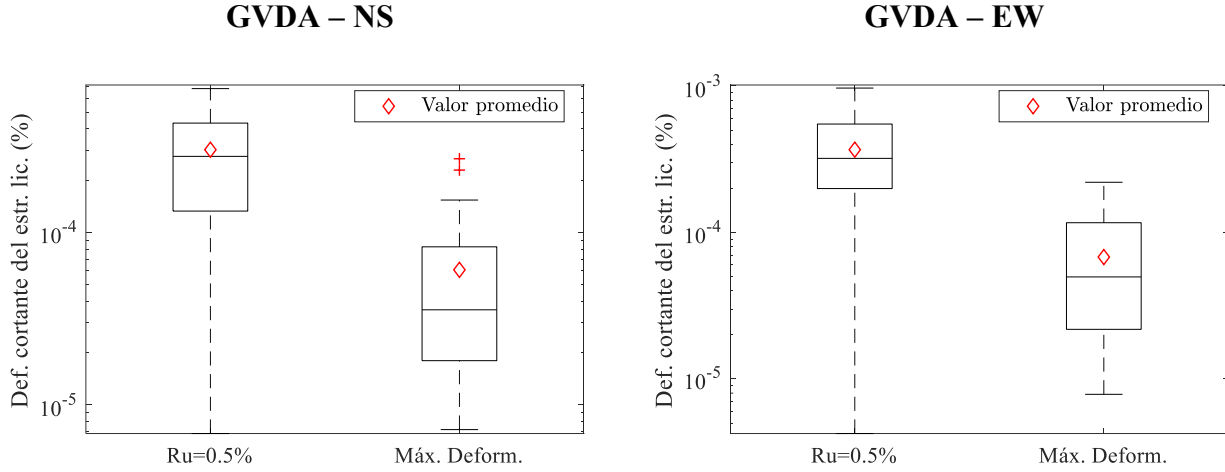 GVDA – NS
GVDA – EW
Def. cortante del estr. lic. (%)
10⁻⁴
10⁻⁵
Valor promedio
Ru=0.5%
Máx. Deform.
Def. cortante del estr. lic. (%)
10⁻³
10⁻⁴
10⁻⁵
Valor promedio
Ru=0.5%
Máx. Deform.